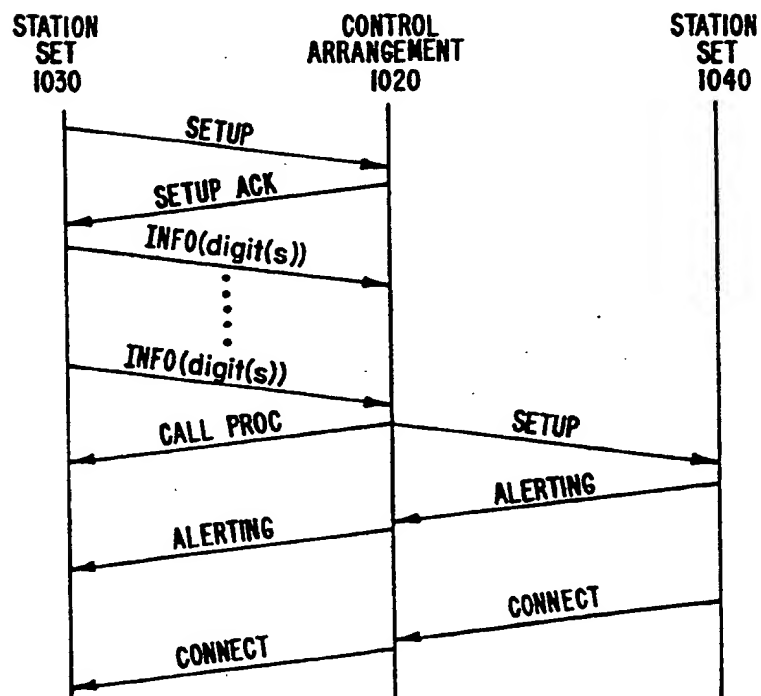 STATION
SET
1030
CONTROL
ARRANGEMENT
1020
STATION
SET
1040
SETUP
SETUP ACK
INFO(digit(s))
INFO(digit(s))
CALL PROC
SETUP
ALERTING
ALERTING
CONNECT
CONNECT